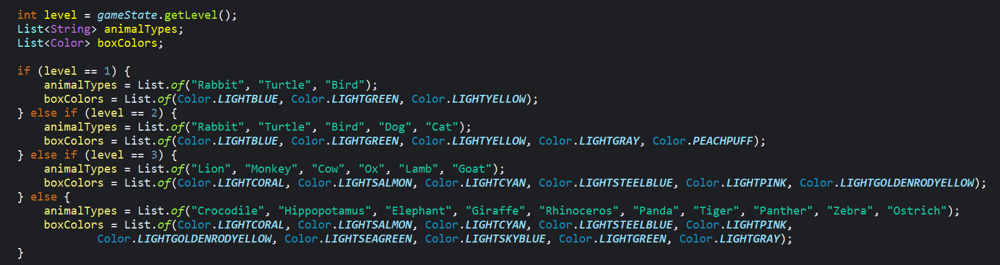 int level = gameState.getLevel();
List<String> animalTypes;
List<Color> boxColors;

if (level == 1) {
    animalTypes = List.of("Rabbit", "Turtle", "Bird");
    boxColors = List.of(Color.LIGHTBLUE, Color.LIGHTGREEN, Color.LIGHTYELLOW);
} else if (level == 2) {
    animalTypes = List.of("Rabbit", "Turtle", "Bird", "Dog", "Cat");
    boxColors = List.of(Color.LIGHTBLUE, Color.LIGHTGREEN, Color.LIGHTYELLOW, Color.LIGHTGRAY, Color.PEACHPUFF);
} else if (level == 3) {
    animalTypes = List.of("Lion", "Monkey", "Cow", "Ox", "Lamb", "Goat");
    boxColors = List.of(Color.LIGHTCORAL, Color.LIGHTSALMON, Color.LIGHTCYAN, Color.LIGHTSTEELBLUE, Color.LIGHTPINK, Color.LIGHTGOLDENRODYELLOW);
} else {
    animalTypes = List.of("Crocodile", "Hippopotamus", "Elephant", "Giraffe", "Rhinoceros", "Panda", "Tiger", "Panther", "Zebra", "Ostrich");
    boxColors = List.of(Color.LIGHTCORAL, Color.LIGHTSALMON, Color.LIGHTCYAN, Color.LIGHTSTEELBLUE, Color.LIGHTPINK,
            Color.LIGHTGOLDENRODYELLOW, Color.LIGHTSEAGREEN, Color.LIGHTSKYBLUE, Color.LIGHTGREEN, Color.LIGHTGRAY);
}